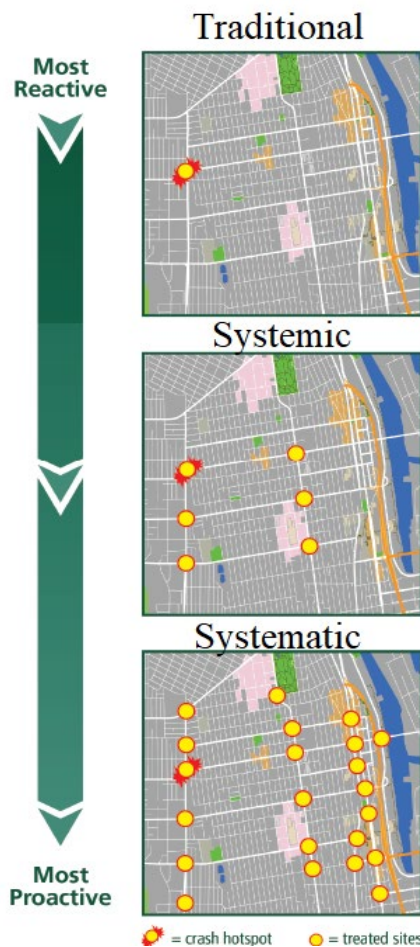 Traditional
Most
Reactive
Systemic
Systematic
Most
Proactive
= crash hotspot = treated sites